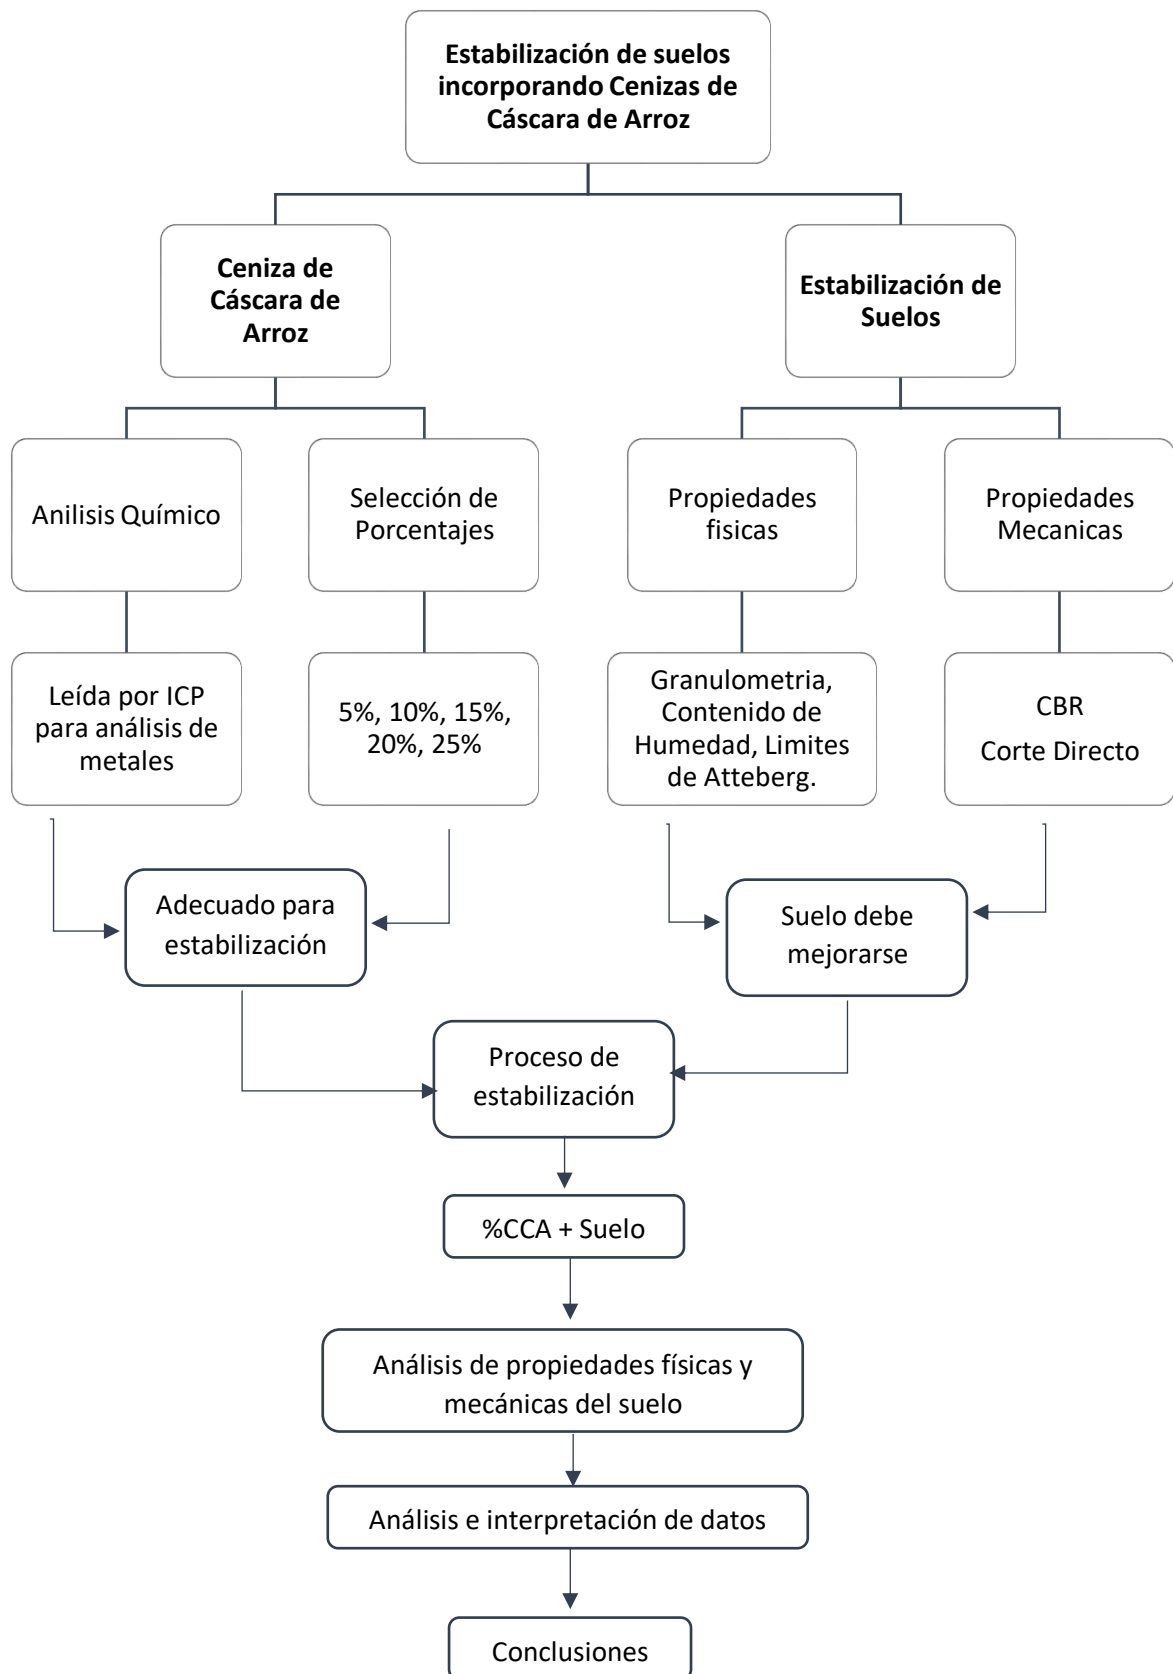 Estabilización de suelos
incorporando Cenizas de
Cáscara de Arroz
Ceniza de
Cáscara de
Arroz
Estabilización de
Suelos
Anilisis Químico
Selección de
Porcentajes
Propiedades
fisicas
Propiedades
Mecanicas
Leída por ICP
para análisis de
metales
5%, 10%, 15%,
20%, 25%
Granulometria,
Contenido de
Humedad, Limites
de Atteberg.
CBR
Corte Directo
Adecuado para
estabilización
Suelo debe
mejorarse
Proceso de
estabilización
%CCA + Suelo
Análisis de propiedades físicas y
mecánicas del suelo
Análisis e interpretación de datos
Conclusiones